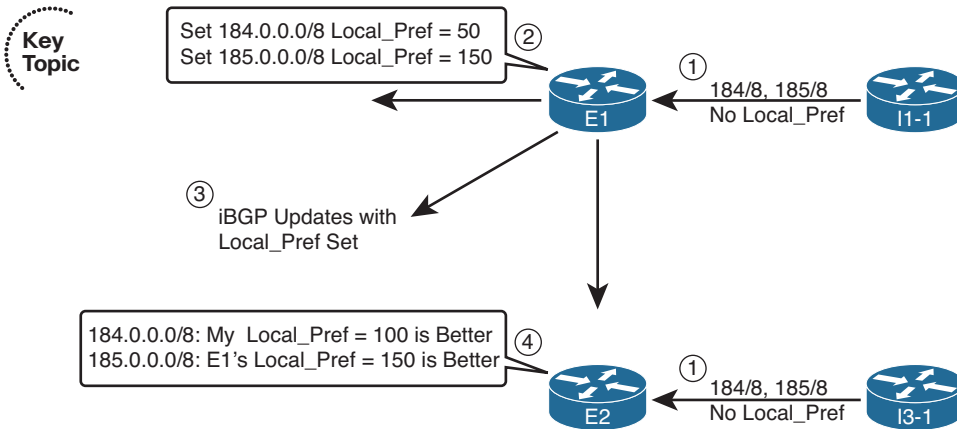 Key
Topic
Set 184.0.0.0/8 Local_Pref = 50
Set 185.0.0.0/8 Local_Pref = 150
2
E1
1
184/8, 185/8
No Local_Pref
I1-1
3
iBGP Updates with
Local_Pref Set
184.0.0.0/8: My Local_Pref = 100 is Better
185.0.0.0/8: E1's Local_Pref = 150 is Better
4
E2
1
184/8, 185/8
No Local_Pref
I3-1